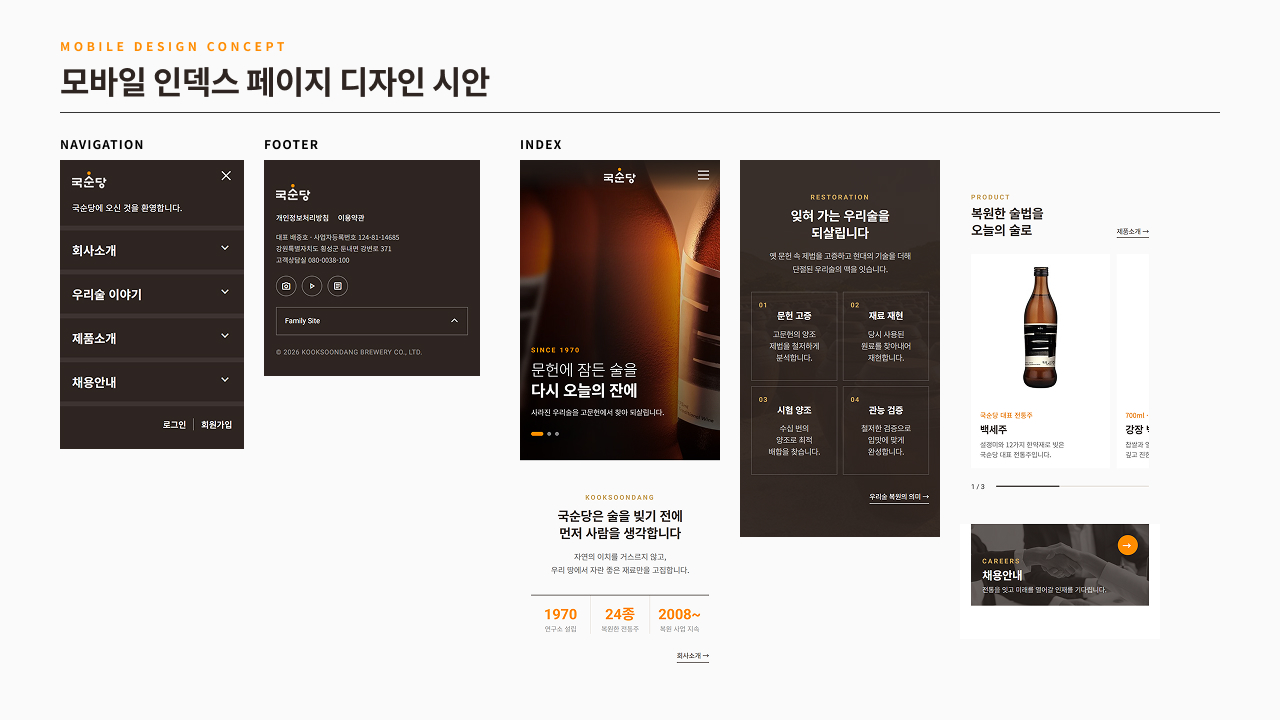 MOBILE DESIGN CONCEPT
모바일 인덱스 페이지 디자인 시안
NAVIGATION
국순당
국순당에 오신 것을 환영합니다.
회사소개
우리술 이야기
제품소개
채용안내
로그인
회원가입
FOOTER
국순당
개인정보처리방침 이용약관
대표 배중호 · 사업자등록번호 124-81-14685
강원특별자치도 횡성군 둔내면 강변로 371
고객상담실 080-0038-100
Family Site
© 2026 KOOKSOONDANG BREWERY CO., LTD.
INDEX
국순당
SINCE 1970
문헌에 잠든 술을
다시 오늘의 잔에
사라진 우리술을 고문헌에서 찾아 되살립니다.
KOOKSOONDANG
국순당은 술을 빚기 전에
먼저 사람을 생각합니다
자연의 이치를 거스르지 않고,
우리 땅에서 자란 좋은 재료만을 고집합니다.
1970
연구소 설립
24종
복원한 전통주
2008~
복원 사업 지속
회사소개 →
RESTORATION
잊혀 가는 우리술을
되살립니다
옛 문헌 속 제법을 고증하고 현대의 기술을 더해
단절된 우리술의 맥을 잇습니다.
01
문헌 고증
고문헌의 양조
제법을 철저하게
분석합니다.
02
재료 재현
당시 사용된
원료를 찾아내어
재현합니다.
03
시험 양조
수십 번의
양조로 최적
배합을 찾습니다.
04
관능 검증
철저한 검증으로
입맛에 맞게
완성합니다.
우리술 복원의 의미 →
PRODUCT
복원한 술법을
오늘의 술로
제품소개 →
국순당 대표 전통주
백세주
설갱미와 12가지 한약재로 빚은
국순당 대표 전통주입니다.
700ml
강장
찹쌀과
깊고
1 / 3
CAREERS
채용안내
전통을 잇고 미래를 열어갈 인재를 기다립니다.